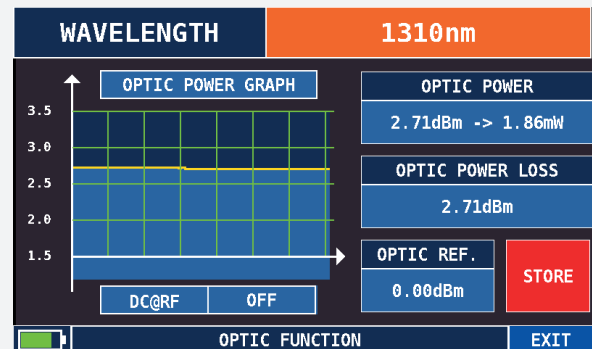 WAVELENGTH 1310nm
OPTIC POWER GRAPH
3.5
3.0
2.5
2.0
1.5
DC@RF OFF
OPTIC POWER
2.71dBm -> 1.86mW
OPTIC POWER LOSS
2.71dBm
OPTIC REF.
0.00dBm
STORE
OPTIC FUNCTION EXIT